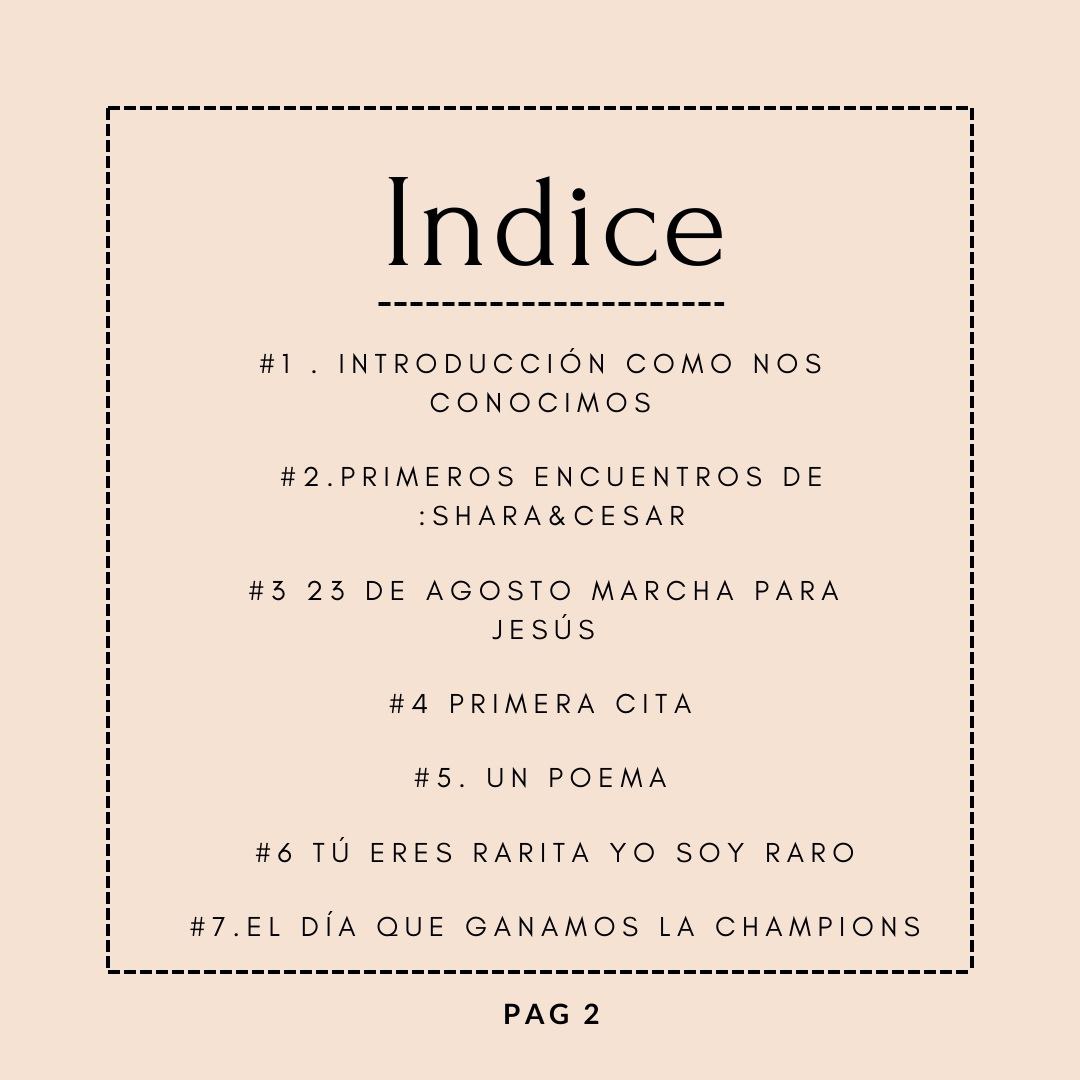 Indice
#1 . INTRODUCCIÓN COMO NOS
CONOCIMOS
#2.PRIMEROS ENCUENTROS DE
:SHARA&CESAR
#3 23 DE AGOSTO MARCHA PARA
JESÚS
#4 PRIMERA CITA
#5. UN POEMA
#6 TÚ ERES RARITA YO SOY RARO
#7.EL DÍA QUE GANAMOS LA CHAMPIONS
PAG 2